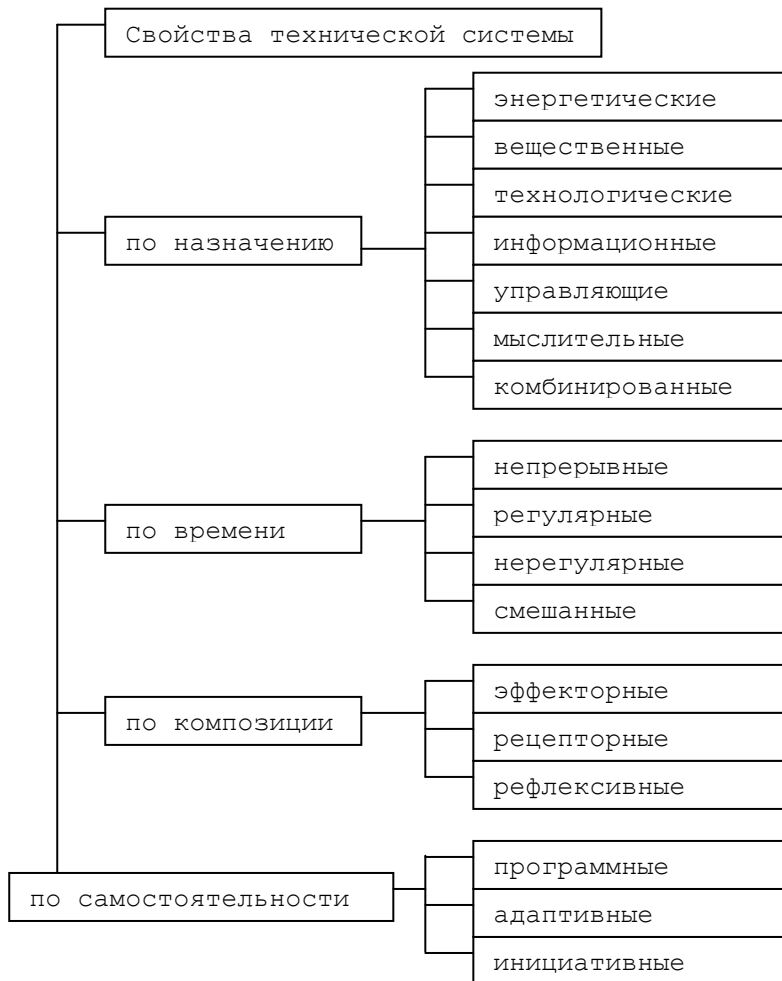 Свойства технической системы
по назначению
энергетические
вещественные
технологические
информационные
управляющие
мыслительные
комбинированные
по времени
непрерывные
регулярные
нерегулярные
смешанные
по композиции
эффекторные
рецепторные
рефлексивные
по самостоятельности
программные
адаптивные
инициативные